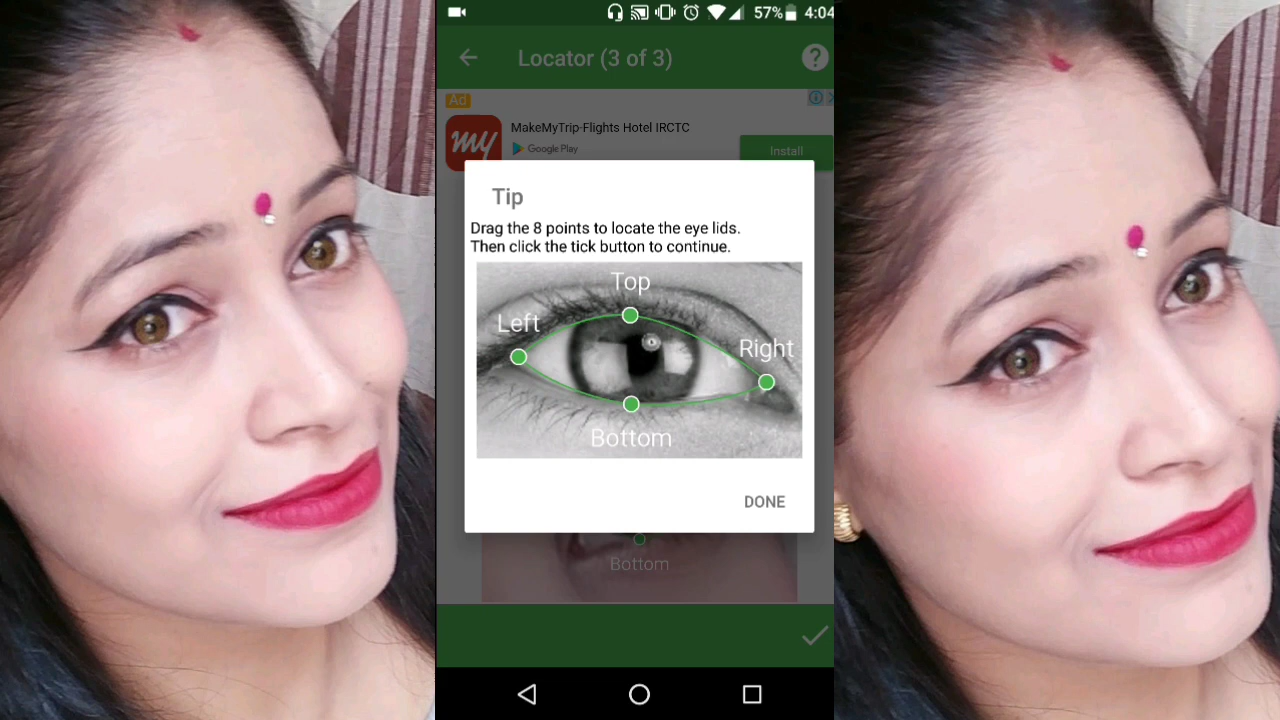 57% 4:04
Locator (3 of 3)
?
Ad
MakeMyTrip-Flights Hotel IRCTC
my
Google Play
Install
Tip
Drag the 8 points to locate the eye lids.
Then click the tick button to continue.
Top
Left
Right
Bottom
DONE
Bottom